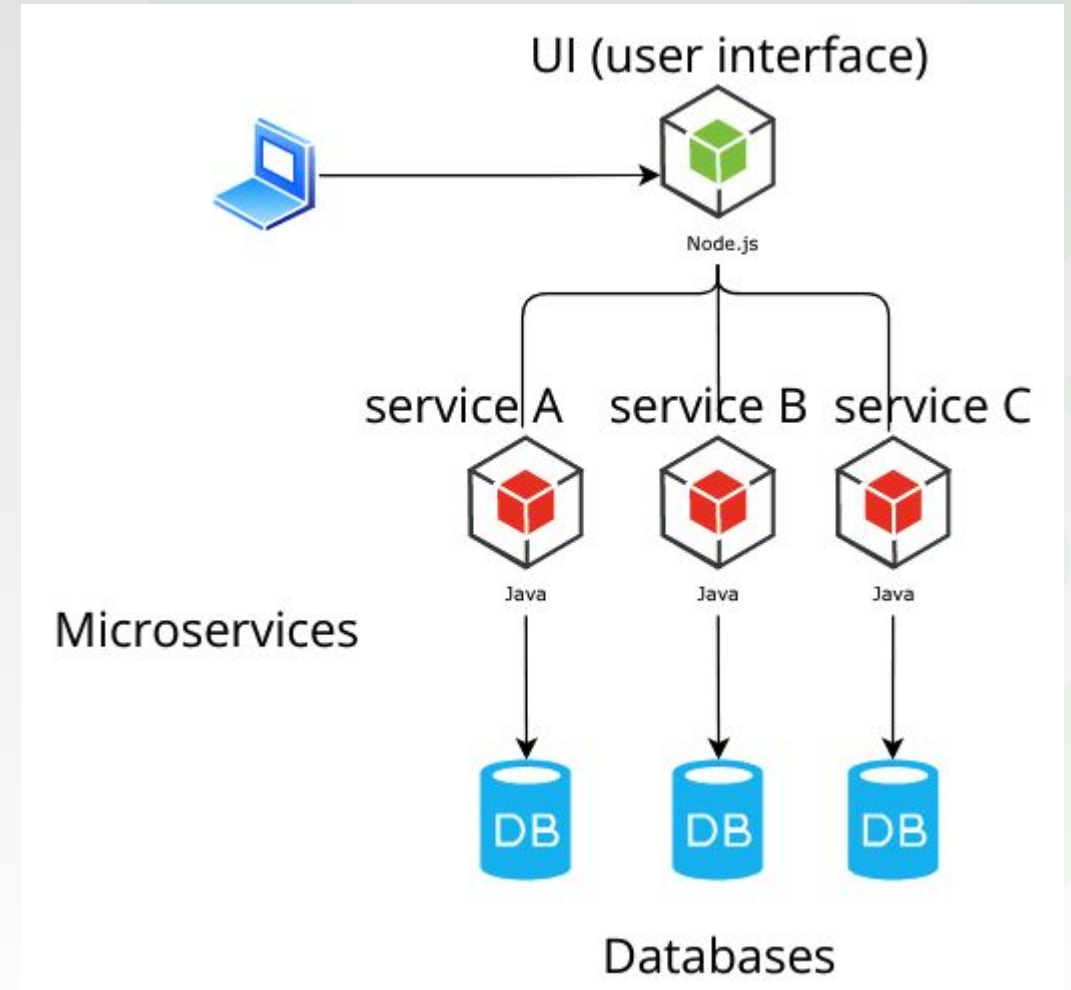 UI (user interface)
Node.js
service A service B service C
Java Java Java
Microservices
DB DB DB
Databases